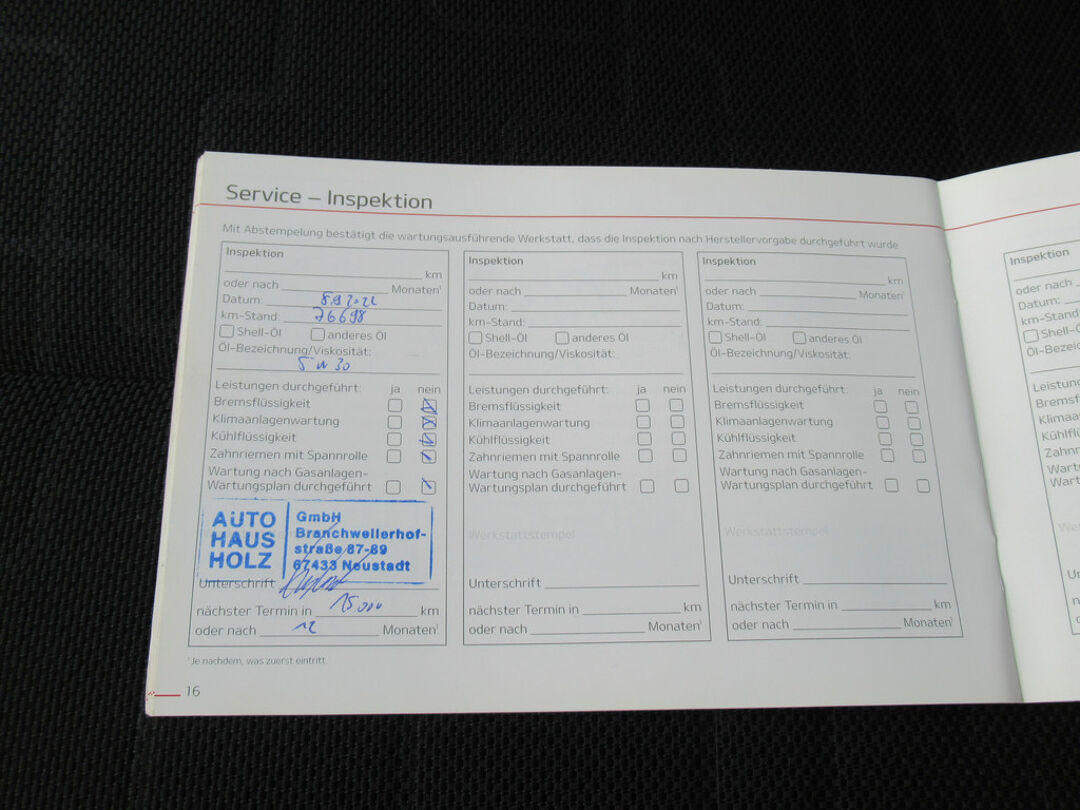 Service – Inspektion
Mit Abstempelung bestätigt die wartungsausführende Werkstatt, dass die Inspektion nach Herstellervorgabe durchgeführt wurde
Inspektion
km
oder nach Monaten¹
Datum: 8.9 2022
km-Stand: 76698
Shell-Öl anderes Öl
Öl-Bezeichnung/Viskosität:
5 W 30
Leistungen durchgeführt: ja nein
Bremsflüssigkeit
Klimaanlagenwartung
Kühlflüssigkeit
Zahnriemen mit Spannrolle
Wartung nach Gasanlagen-
Wartungsplan durchgeführt
AUTO
HAUS
HOLZ
GmbH
Branchweilerhof-
straße 87-89
67433 Neustadt
Unterschrift
nächster Termin in 15.000 km
oder nach 12 Monaten¹
Inspektion
km
oder nach Monaten¹
Datum:
km-Stand:
Shell-Öl anderes Öl
Öl-Bezeichnung/Viskosität:
Leistungen durchgeführt: ja nein
Bremsflüssigkeit
Klimaanlagenwartung
Kühlflüssigkeit
Zahnriemen mit Spannrolle
Wartung nach Gasanlagen-
Wartungsplan durchgeführt
Werkstattstempel
Unterschrift
nächster Termin in km
oder nach Monaten¹
Inspektion
km
oder nach Monaten¹
Datum:
km-Stand:
Shell-Öl anderes Öl
Öl-Bezeichnung/Viskosität:
Leistungen durchgeführt: ja nein
Bremsflüssigkeit
Klimaanlagenwartung
Kühlflüssigkeit
Zahnriemen mit Spannrolle
Wartung nach Gasanlagen-
Wartungsplan durchgeführt
Werkstattstempel
Unterschrift
nächster Termin in km
oder nach Monaten¹
¹Je nachdem, was zuerst eintritt.
16
Inspektion
oder nach
Datum:
km-Stand
Shell-Ö